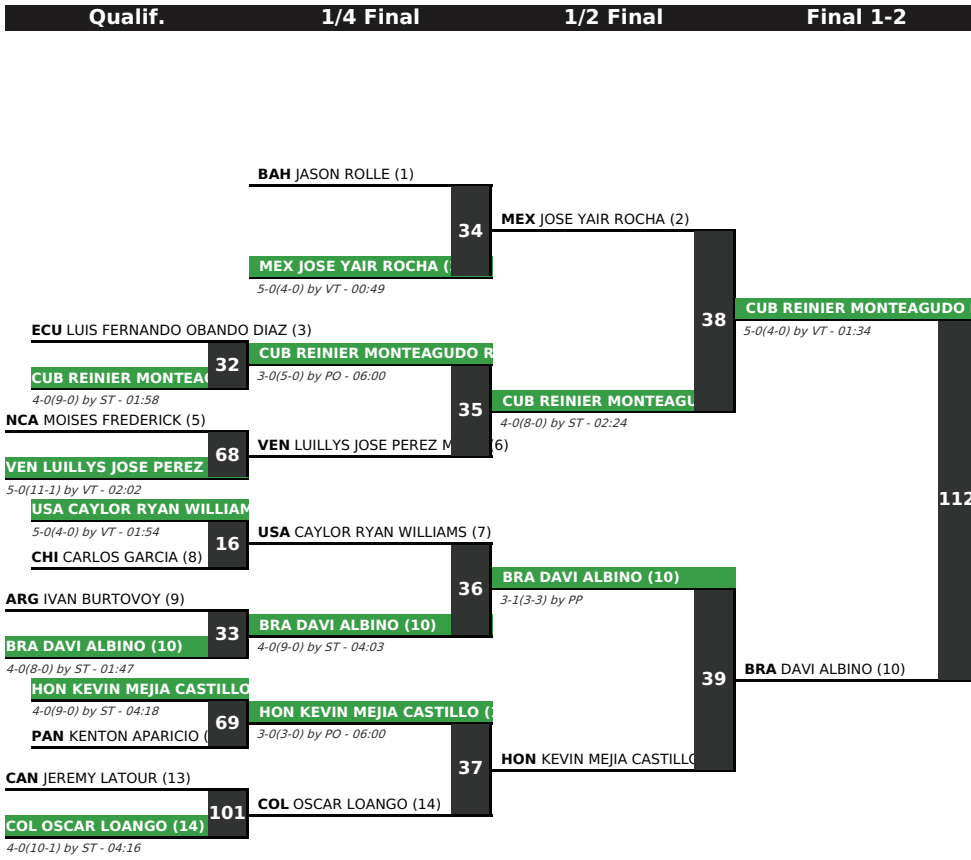 Qualif. 1/4 Final 1/2 Final Final 1-2
BAH JASON ROLLE (1)
34
MEX JOSE YAIR ROCHA (
5-0(4-0) by VT - 00:49
MEX JOSE YAIR ROCHA (2)
38
CUB REINIER MONTEAGUDO
5-0(4-0) by VT - 01:34
ECU LUIS FERNANDO OBANDO DIAZ (3)
32
CUB REINIER MONTEAG
4-0(9-0) by ST - 01:58
CUB REINIER MONTEAGUDO R
3-0(5-0) by PO - 06:00
35
CUB REINIER MONTEAGU
4-0(8-0) by ST - 02:24
NCA MOISES FREDERICK (5)
68
VEN LUILLYS JOSE PEREZ
5-0(11-1) by VT - 02:02
VEN LUILLYS JOSE PEREZ M (6)
USA CAYLOR RYAN WILLIAM
5-0(4-0) by VT - 01:54
16
CHI CARLOS GARCIA (8)
USA CAYLOR RYAN WILLIAMS (7)
36
112
BRA DAVI ALBINO (10)
3-1(3-3) by PP
ARG IVAN BURTOVOY (9)
33
BRA DAVI ALBINO (10)
4-0(8-0) by ST - 01:47
BRA DAVI ALBINO (10)
4-0(9-0) by ST - 04:03
39
BRA DAVI ALBINO (10)
HON KEVIN MEJIA CASTILLO
4-0(9-0) by ST - 04:18
69
PAN KENTON APARICIO (
HON KEVIN MEJIA CASTILLO (
3-0(3-0) by PO - 06:00
37
HON KEVIN MEJIA CASTILLO
CAN JEREMY LATOUR (13)
101
COL OSCAR LOANGO (14)
4-0(10-1) by ST - 04:16
COL OSCAR LOANGO (14)